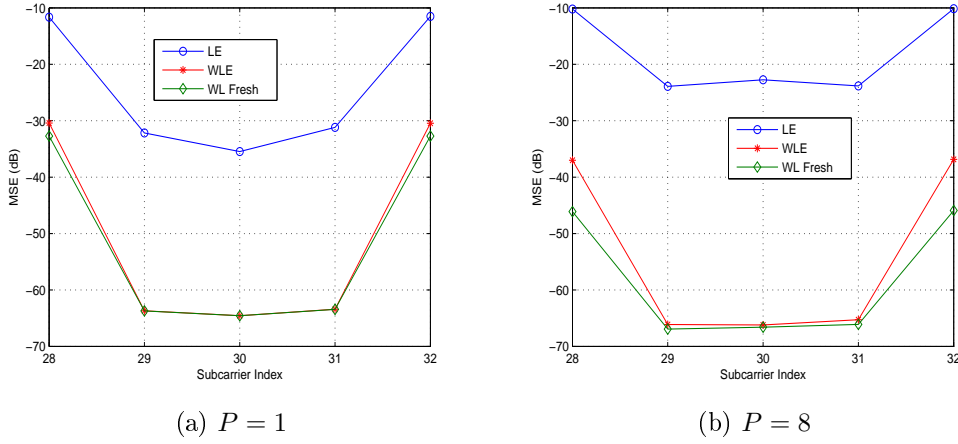 −10
−20
−30
−40
−50
−60
−70
MSE (dB)
28 29 30 31 32
Subcarrier Index
LE
WLE
WL Fresh
(a) P = 1
−10
−20
−30
−40
−50
−60
−70
MSE (dB)
28 29 30 31 32
Subcarrier Index
LE
WLE
WL Fresh
(b) P = 8